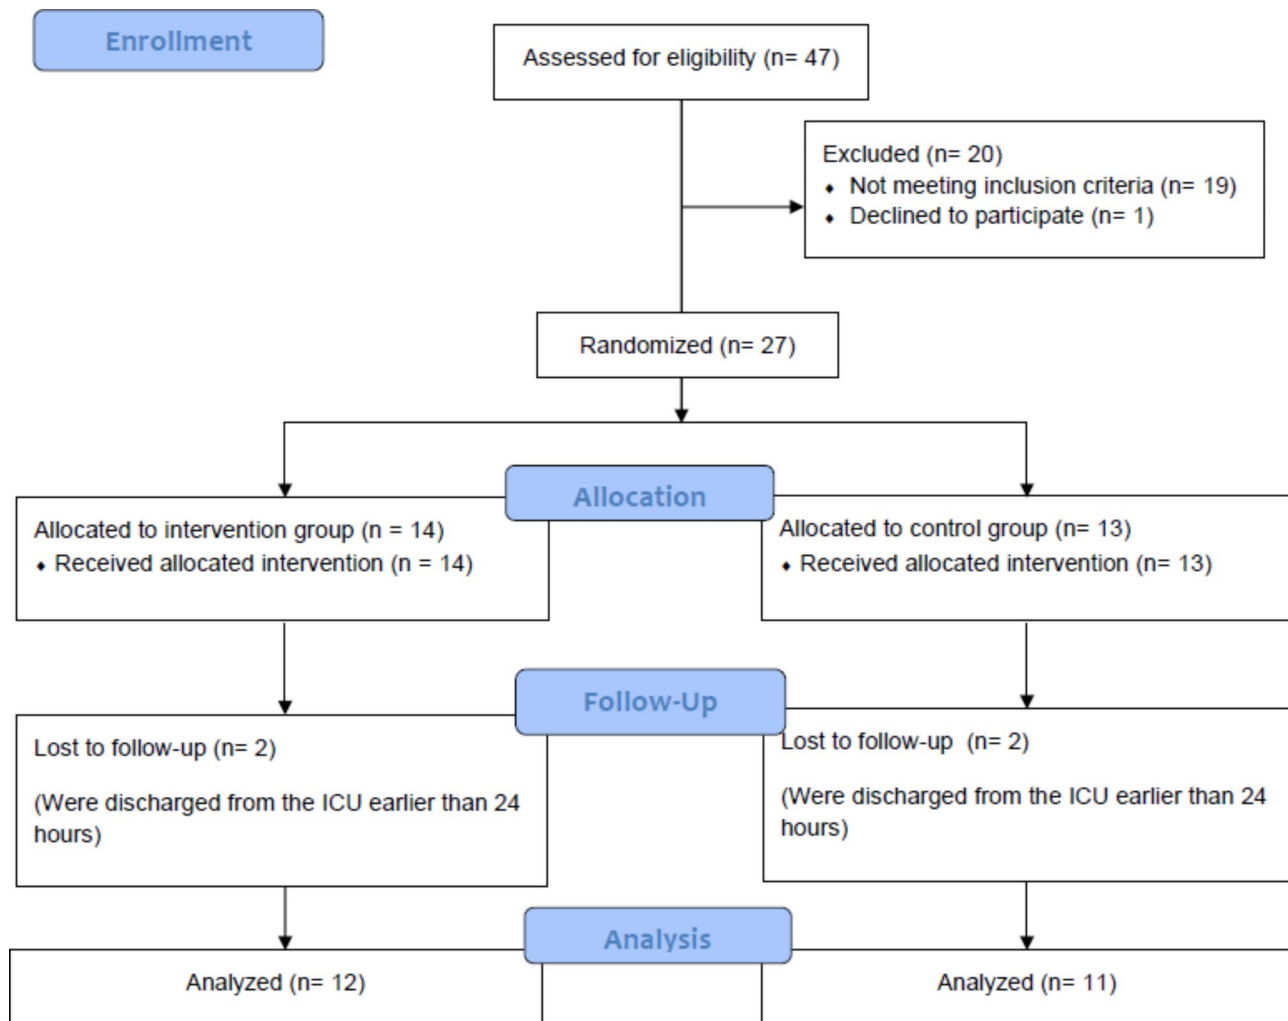 Enrollment
Assessed for eligibility (n= 47)
Excluded (n= 20)
♦ Not meeting inclusion criteria (n= 19)
♦ Declined to participate (n= 1)
Randomized (n= 27)
Allocation
Allocated to intervention group (n = 14)
♦ Received allocated intervention (n = 14)
Allocated to control group (n= 13)
♦ Received allocated intervention (n= 13)
Follow-Up
Lost to follow-up (n= 2)
(Were discharged from the ICU earlier than 24
hours)
Lost to follow-up  (n= 2)
(Were discharged from the ICU earlier than 24
hours)
Analysis
Analyzed (n= 12)
Analyzed (n= 11)